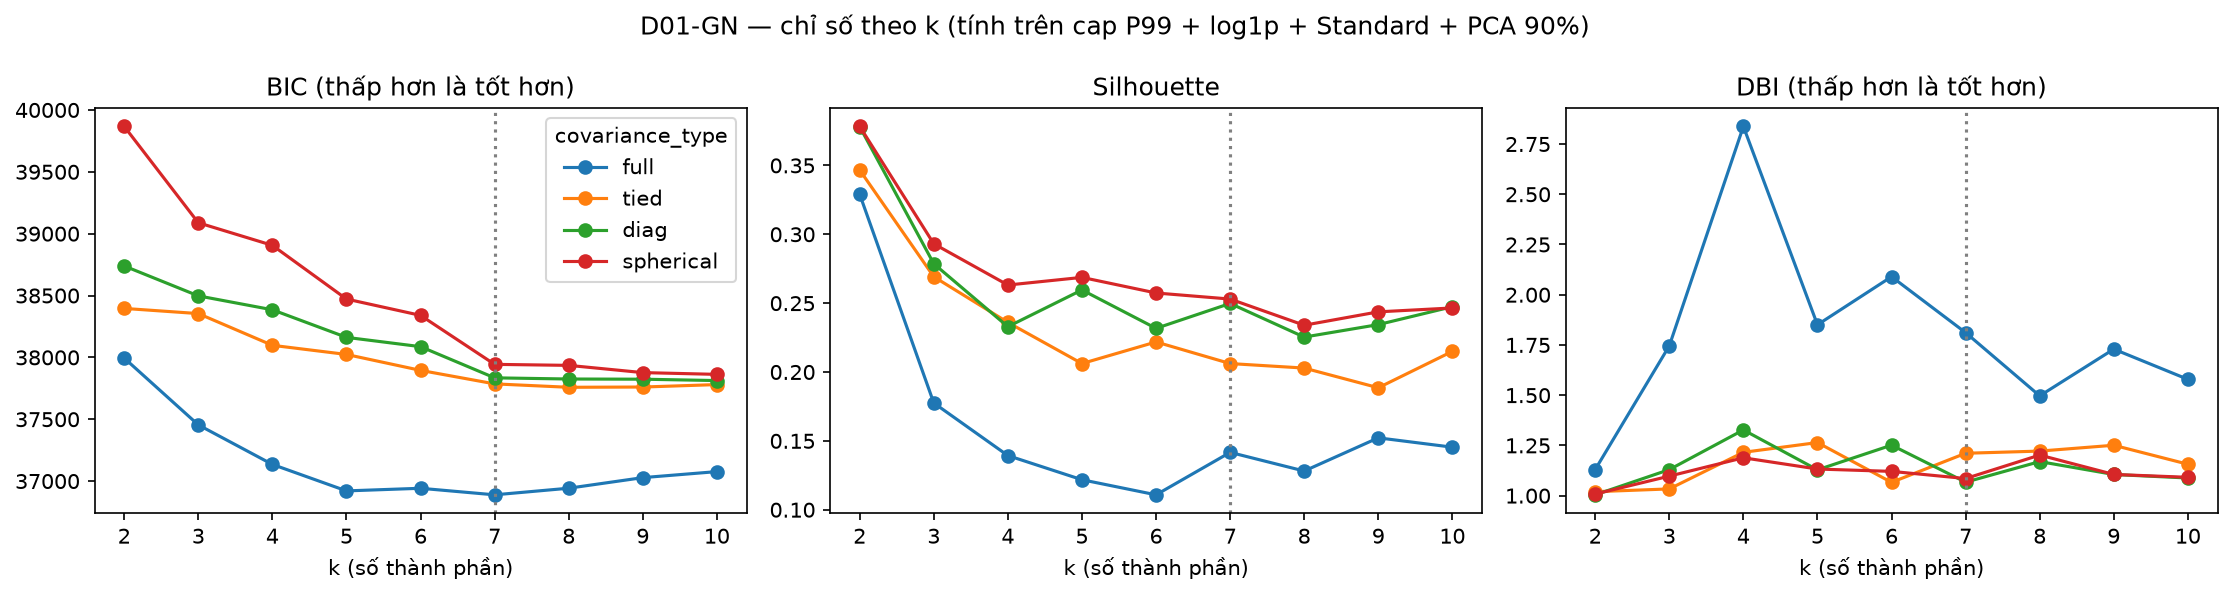 D01-GN — chỉ số theo k (tính trên cap P99 + log1p + Standard + PCA 90%)
BIC (thấp hơn là tốt hơn)
40000
39500
39000
38500
38000
37500
37000
covariance_type
full
tied
diag
spherical
2 3 4 5 6 7 8 9 10
k (số thành phần)
Silhouette
0.35
0.30
0.25
0.20
0.15
0.10
2 3 4 5 6 7 8 9 10
k (số thành phần)
DBI (thấp hơn là tốt hơn)
2.75
2.50
2.25
2.00
1.75
1.50
1.25
1.00
2 3 4 5 6 7 8 9 10
k (số thành phần)